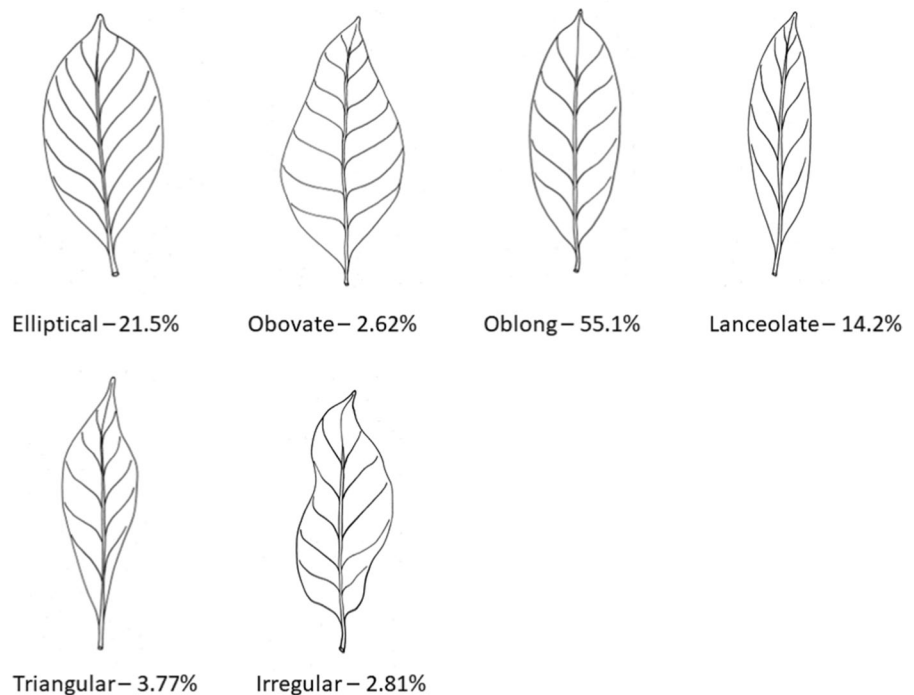 Elliptical – 21.5%
Obovate – 2.62%
Oblong – 55.1%
Lanceolate – 14.2%
Triangular – 3.77%
Irregular – 2.81%